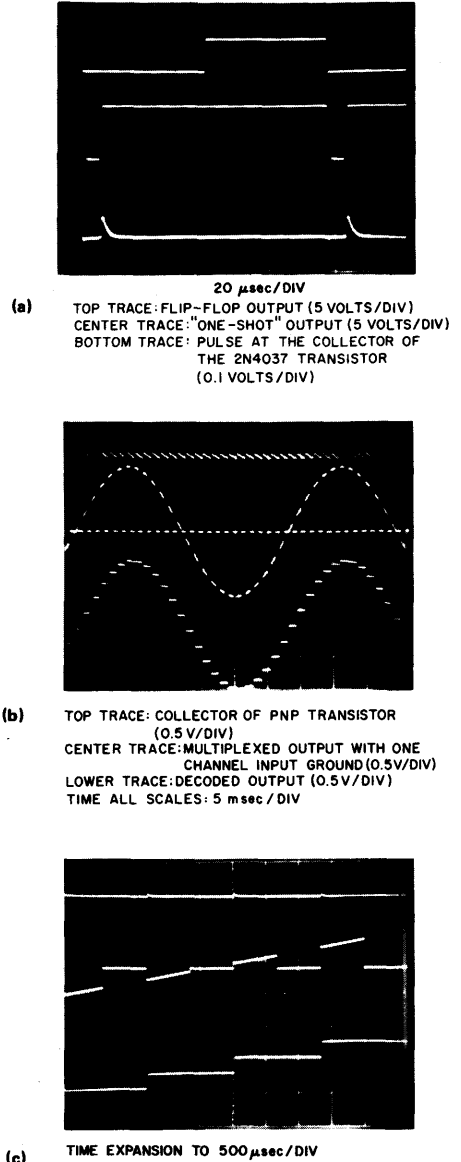 20 µsec/DIV
(a)
TOP TRACE: FLIP-FLOP OUTPUT (5 VOLTS/DIV)
CENTER TRACE: "ONE-SHOT" OUTPUT (5 VOLTS/DIV)
BOTTOM TRACE: PULSE AT THE COLLECTOR OF
THE 2N4037 TRANSISTOR
(0.1 VOLTS/DIV)
(b)
TOP TRACE: COLLECTOR OF PNP TRANSISTOR
(0.5 V/DIV)
CENTER TRACE: MULTIPLEXED OUTPUT WITH ONE
CHANNEL INPUT GROUND (0.5V/DIV)
LOWER TRACE: DECODED OUTPUT (0.5V/DIV)
TIME ALL SCALES: 5 msec/DIV
(c)
TIME EXPANSION TO 500µsec/DIV